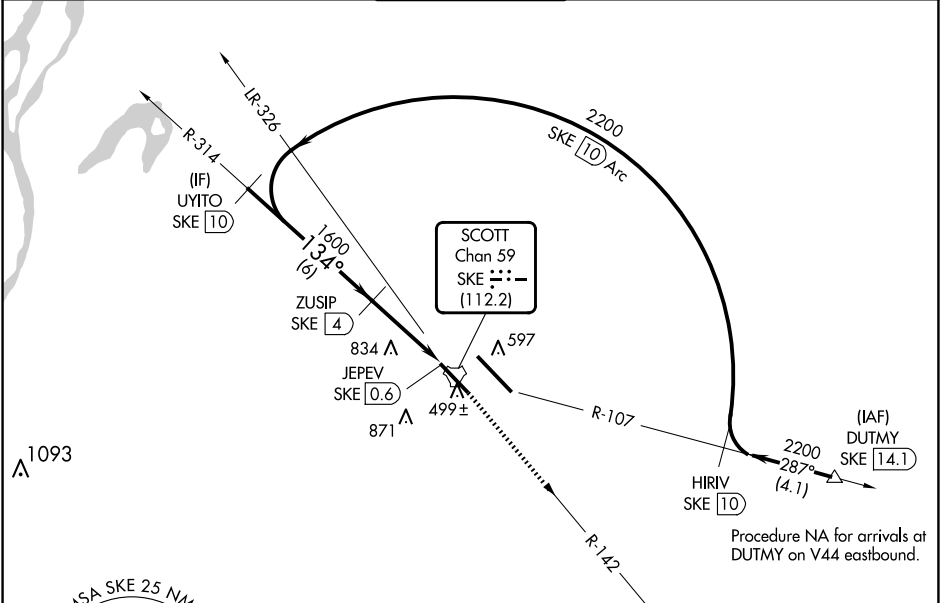 LR-326
R-314
(IF)
UYITO
SKE 10
2200
SKE 10 Arc
1600
134°
(6)
SCOTT
Chan 59
SKE
(112.2)
ZUSIP
SKE 4
834
597
JEPEV
SKE 0.6
499±
871
R-107
1093
(IAF)
DUTMY
SKE 14.1
2200
287°
(4.1)
HIRIV
SKE 10
Procedure NA for arrivals at
DUTMY on V44 eastbound.
R-142
MSA SKE 25 NM